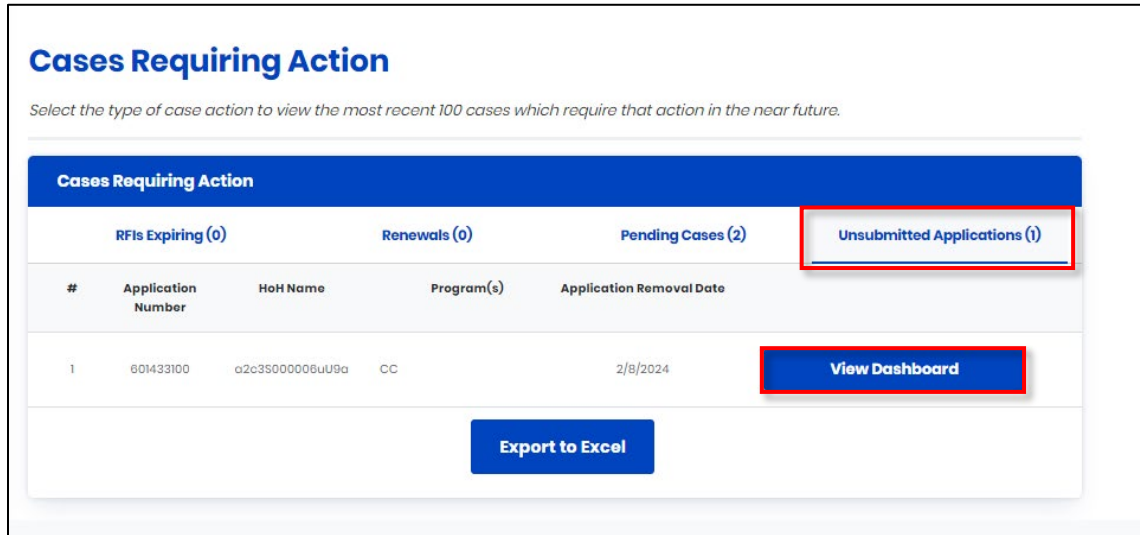 Cases Requiring Action
Select the type of case action to view the most recent 100 cases which require that action in the near future.
Cases Requiring Action
RFIs Expiring (0) Renewals (0) Pending Cases (2) Unsubmitted Applications (1)
# Application Number HoH Name Program(s) Application Removal Date
1 601433100 a2c3S000006uU9a CC 2/8/2024 View Dashboard
Export to Excel